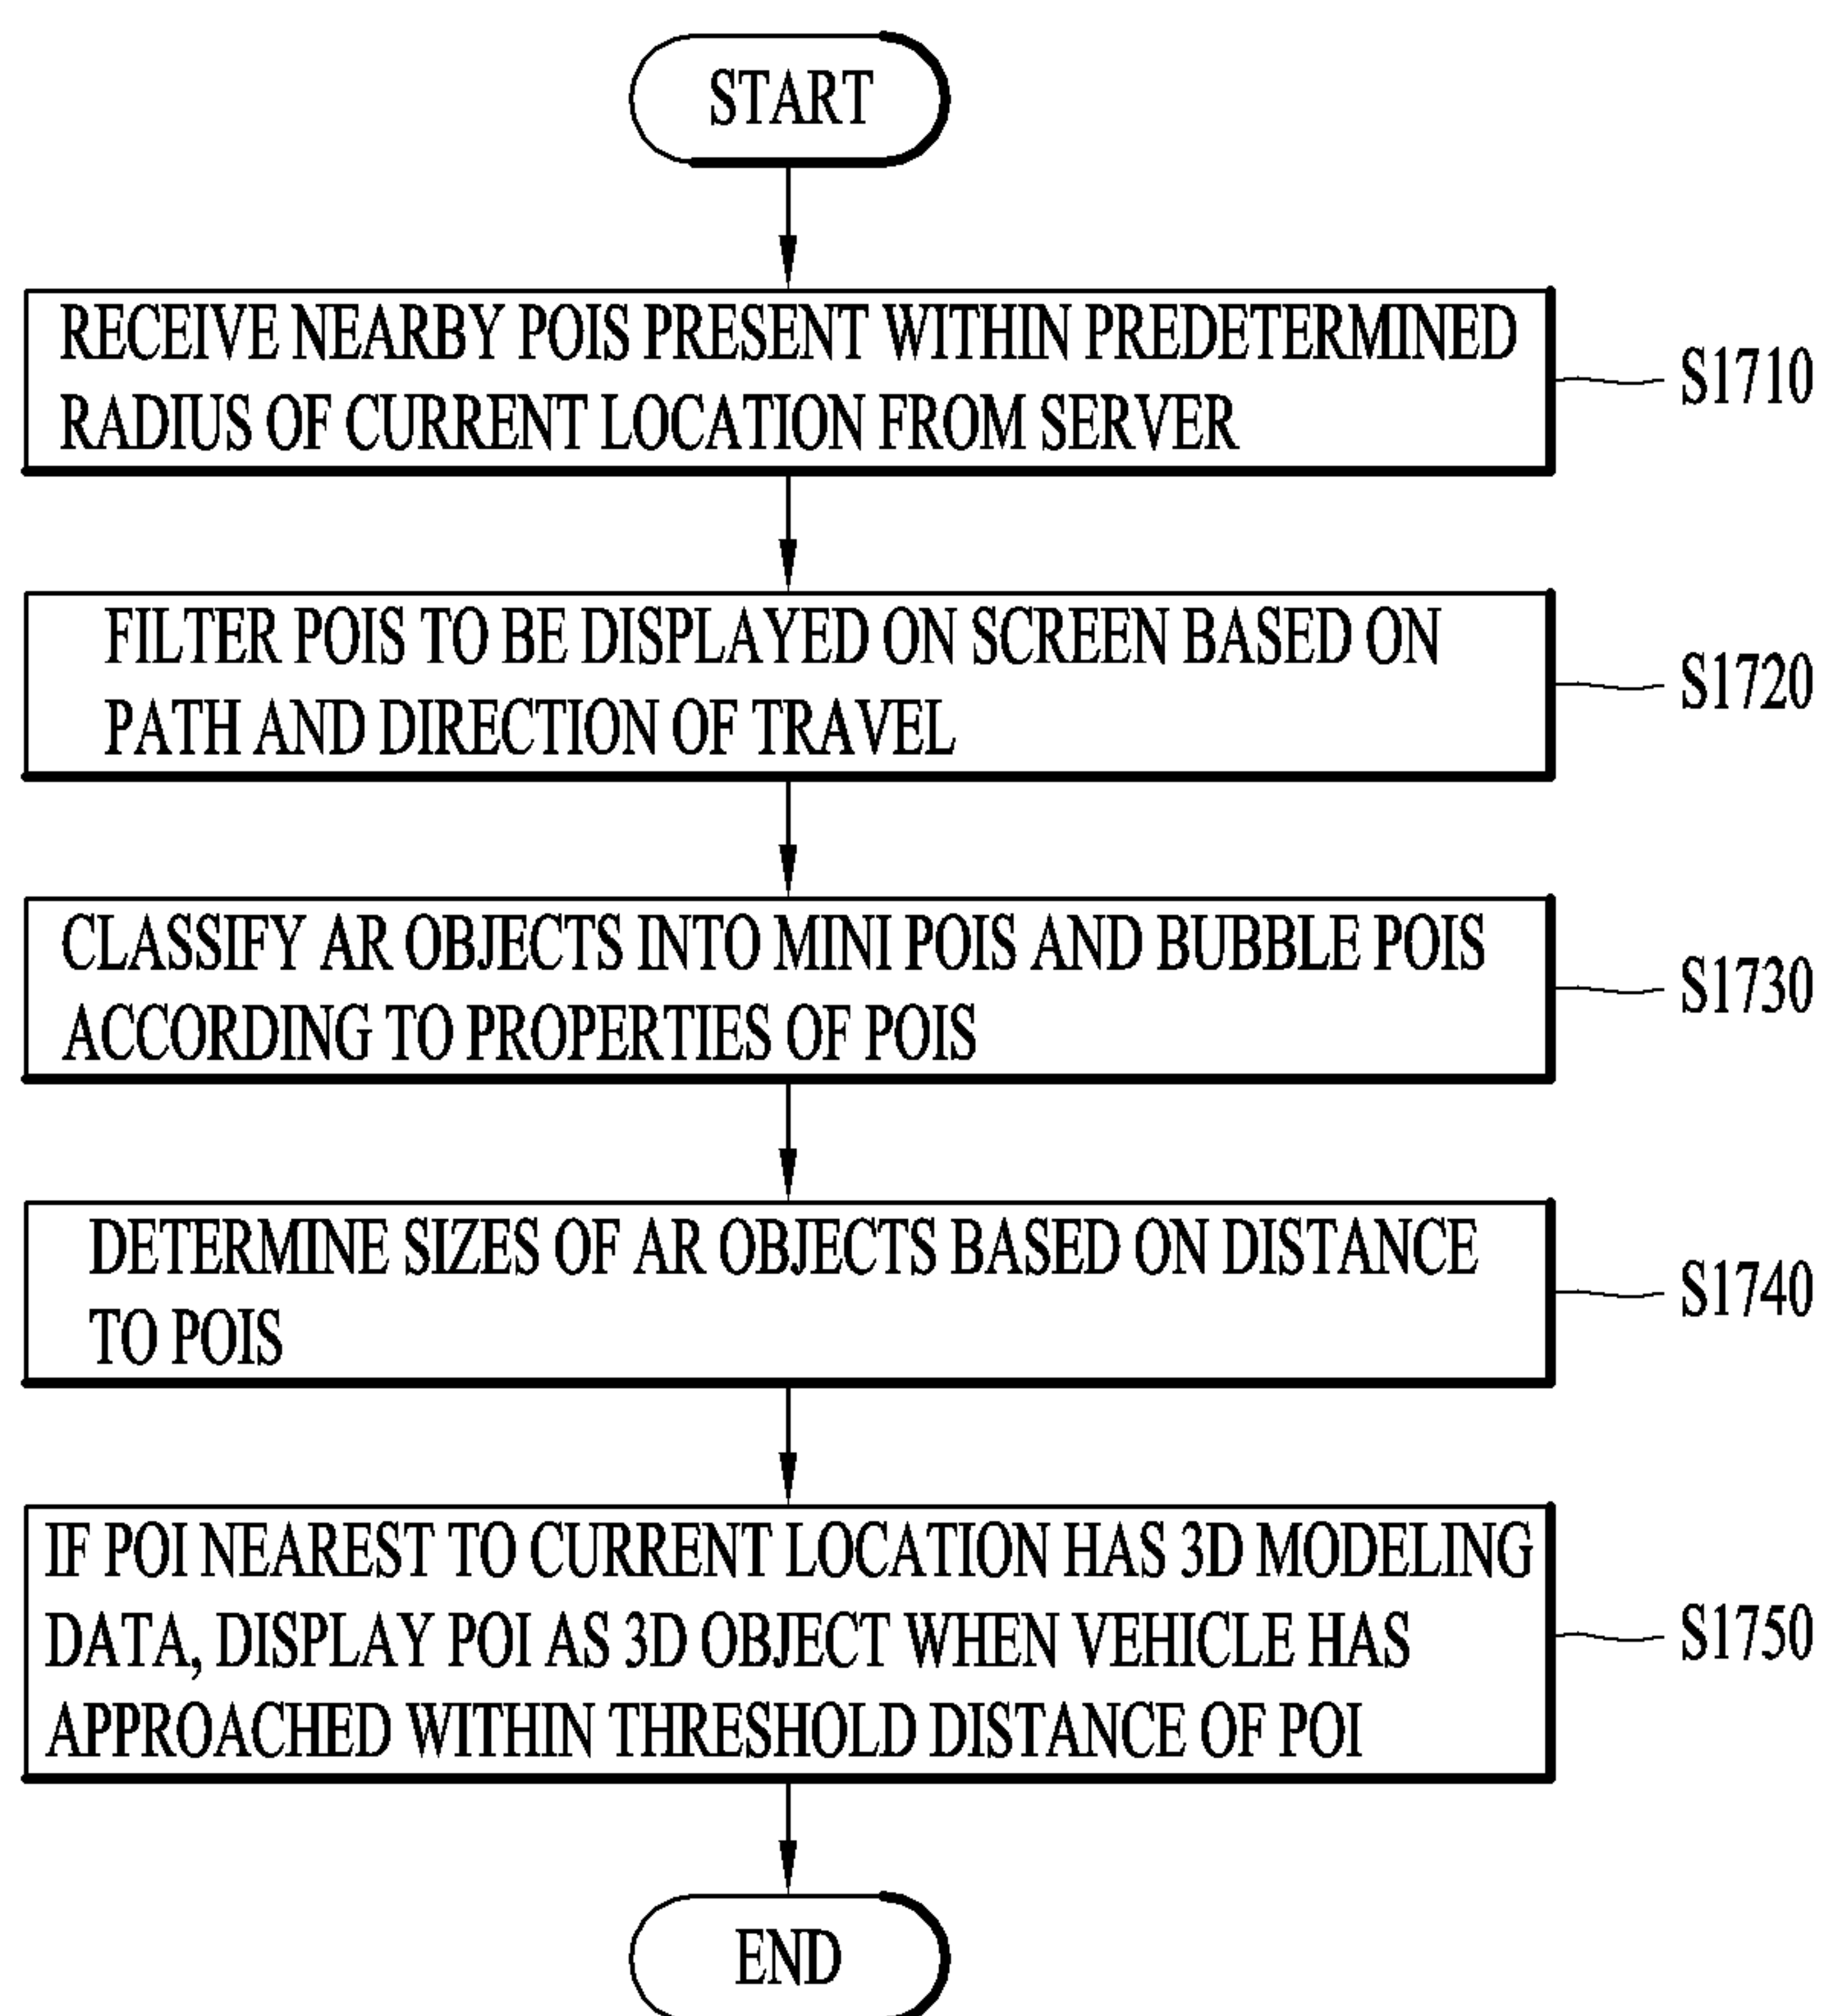 START
RECEIVE NEARBY POIS PRESENT WITHIN PREDETERMINED
RADIUS OF CURRENT LOCATION FROM SERVER
S1710
FILTER POIS TO BE DISPLAYED ON SCREEN BASED ON
PATH AND DIRECTION OF TRAVEL
S1720
CLASSIFY AR OBJECTS INTO MINI POIS AND BUBBLE POIS
ACCORDING TO PROPERTIES OF POIS
S1730
DETERMINE SIZES OF AR OBJECTS BASED ON DISTANCE
TO POIS
S1740
IF POI NEAREST TO CURRENT LOCATION HAS 3D MODELING
DATA, DISPLAY POI AS 3D OBJECT WHEN VEHICLE HAS
APPROACHED WITHIN THRESHOLD DISTANCE OF POI
S1750
END